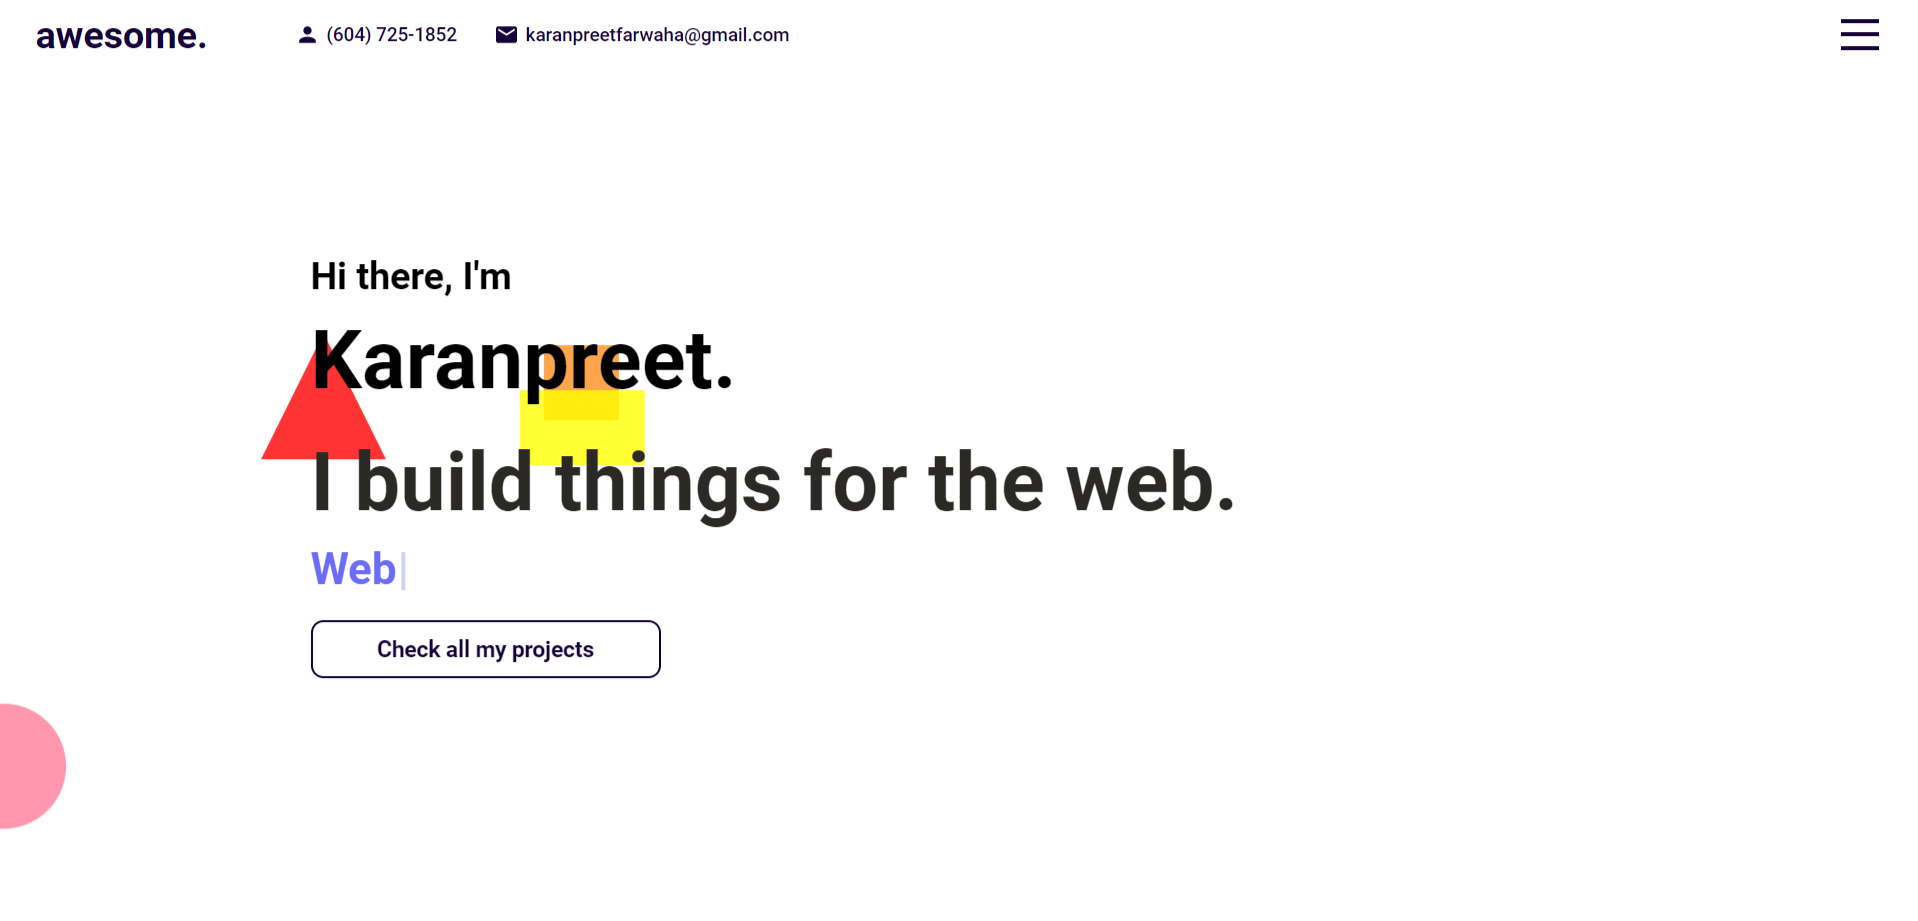 awesome.
(604) 725-1852
karanpreetfarwaha@gmail.com
Hi there, I'm
Karanpreet.
I build things for the web.
Web
Check all my projects